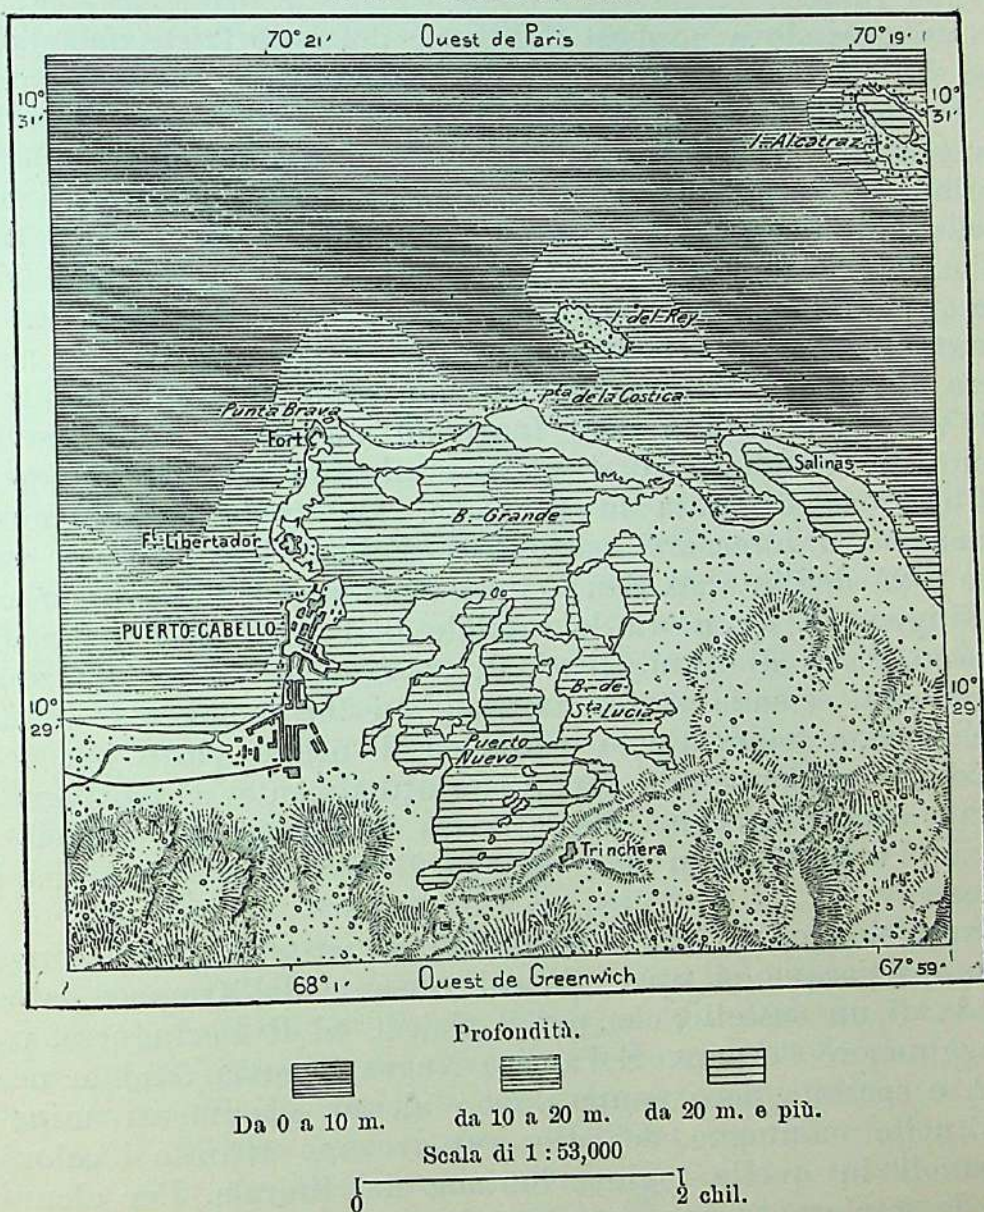 70° 21′ Ouest de Paris 70° 19′
10° 31′
10° 31′
I. Alcatraz
I. del Rey
Pta de la Costica
Punta Brava
Fort
Salinas
B. Grande
Ft. Libertador
PUERTO-CABELLO
B. de Sta Lucia
10° 29′
10° 29′
Puerto Nuevo
Trinchera
68° 1′ Ouest de Greenwich 67° 59′
Profondità.
Da 0 a 10 m. da 10 a 20 m. da 20 m. e più.
Scala di 1 : 53,000
0 2 chil.